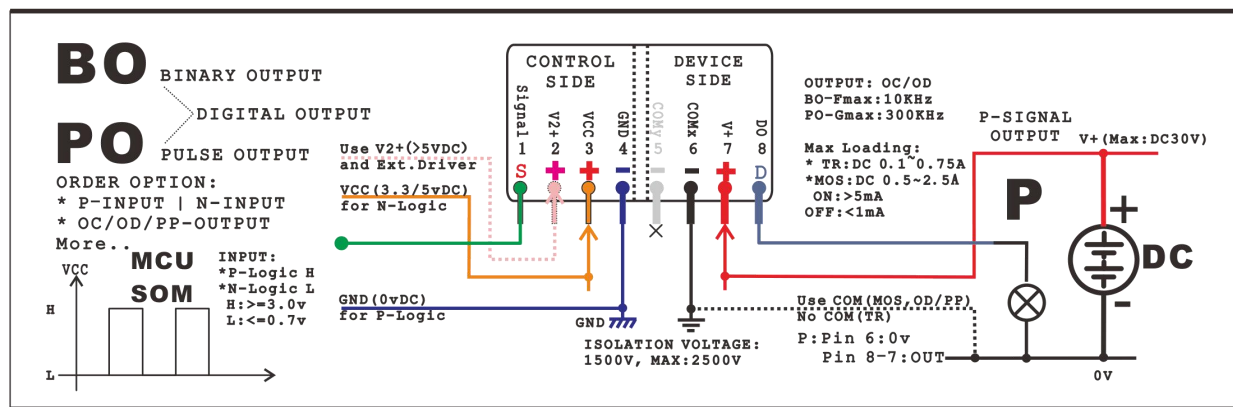 BO BINARY OUTPUT
DIGITAL OUTPUT
PO PULSE OUTPUT
ORDER OPTION:
* P-INPUT | N-INPUT
* OC/OD/PP-OUTPUT
More..
MCU
SOM
VCC
H
L
INPUT:
*P-Logic H
*N-Logic L
H:>=3.0v
L:<=0.7v
Use V2+(>5VDC)
and Ext.Driver
VCC(3.3/5vDC)
for N-Logic
GND(0vDC)
for P-Logic
CONTROL
SIDE
DEVICE
SIDE
Signal 1
V2+ 2
VCC 3
GND 4
COMy 5
COMx 6
V+ 7
DO 8
S + + - - - + D
GND
ISOLATION VOLTAGE:
1500V, MAX:2500V
OUTPUT: OC/OD
BO-Fmax:10KHz
PO-Gmax:300KHz
Max Loading:
* TR:DC 0.1~0.75A
*MOS:DC 0.5~2.5A
ON:>5mA
OFF:<1mA
P-SIGNAL
OUTPUT
V+(Max:DC30V)
P
+
DC
-
Use COM(MOS,OD/PP)
No COM(TR)
P:Pin 6:0v
Pin 8-7:OUT
0V